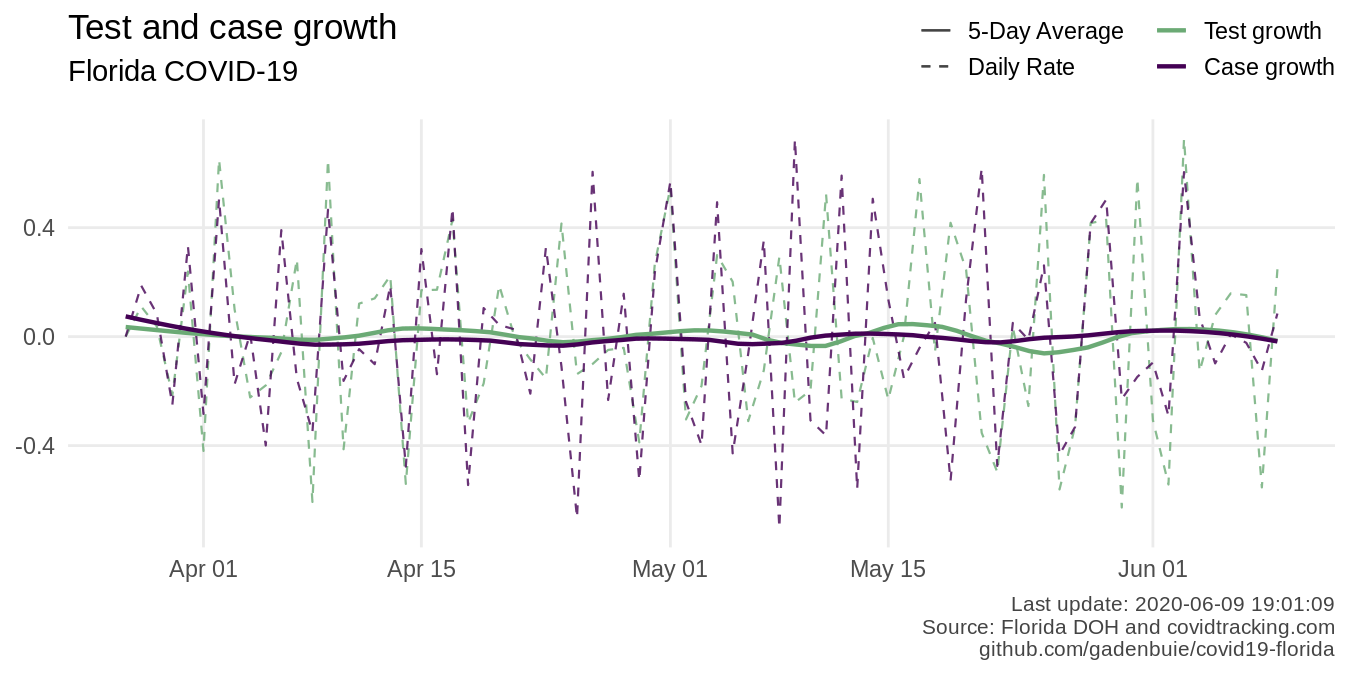 Test and case growth
Florida COVID-19
5-Day Average
Daily Rate
Test growth
Case growth
0.4
0.0
-0.4
Apr 01
Apr 15
May 01
May 15
Jun 01
Last update: 2020-06-09 19:01:09
Source: Florida DOH and covidtracking.com
github.com/gadenbuie/covid19-florida